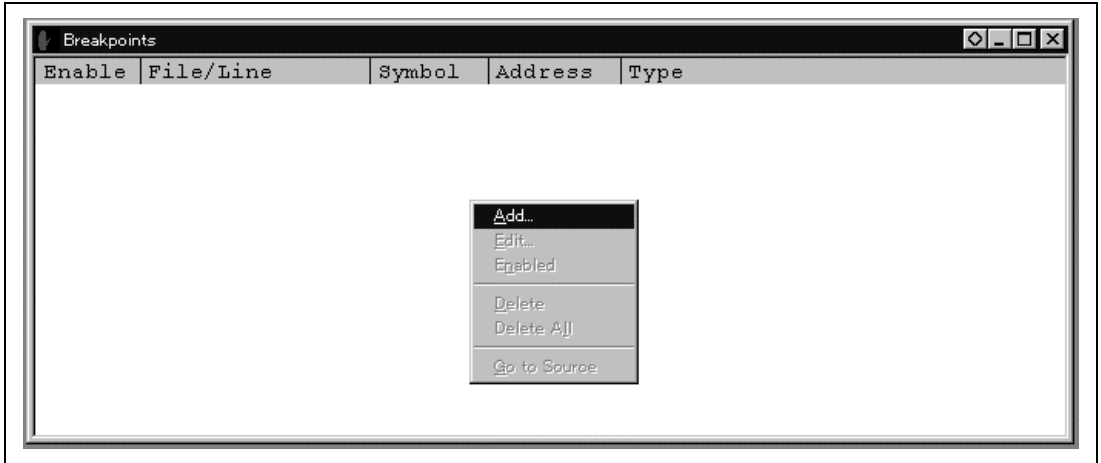 Breakpoints
Enable File/Line Symbol Address Type
Add...
Edit...
Enabled
Delete
Delete All
Go to Source